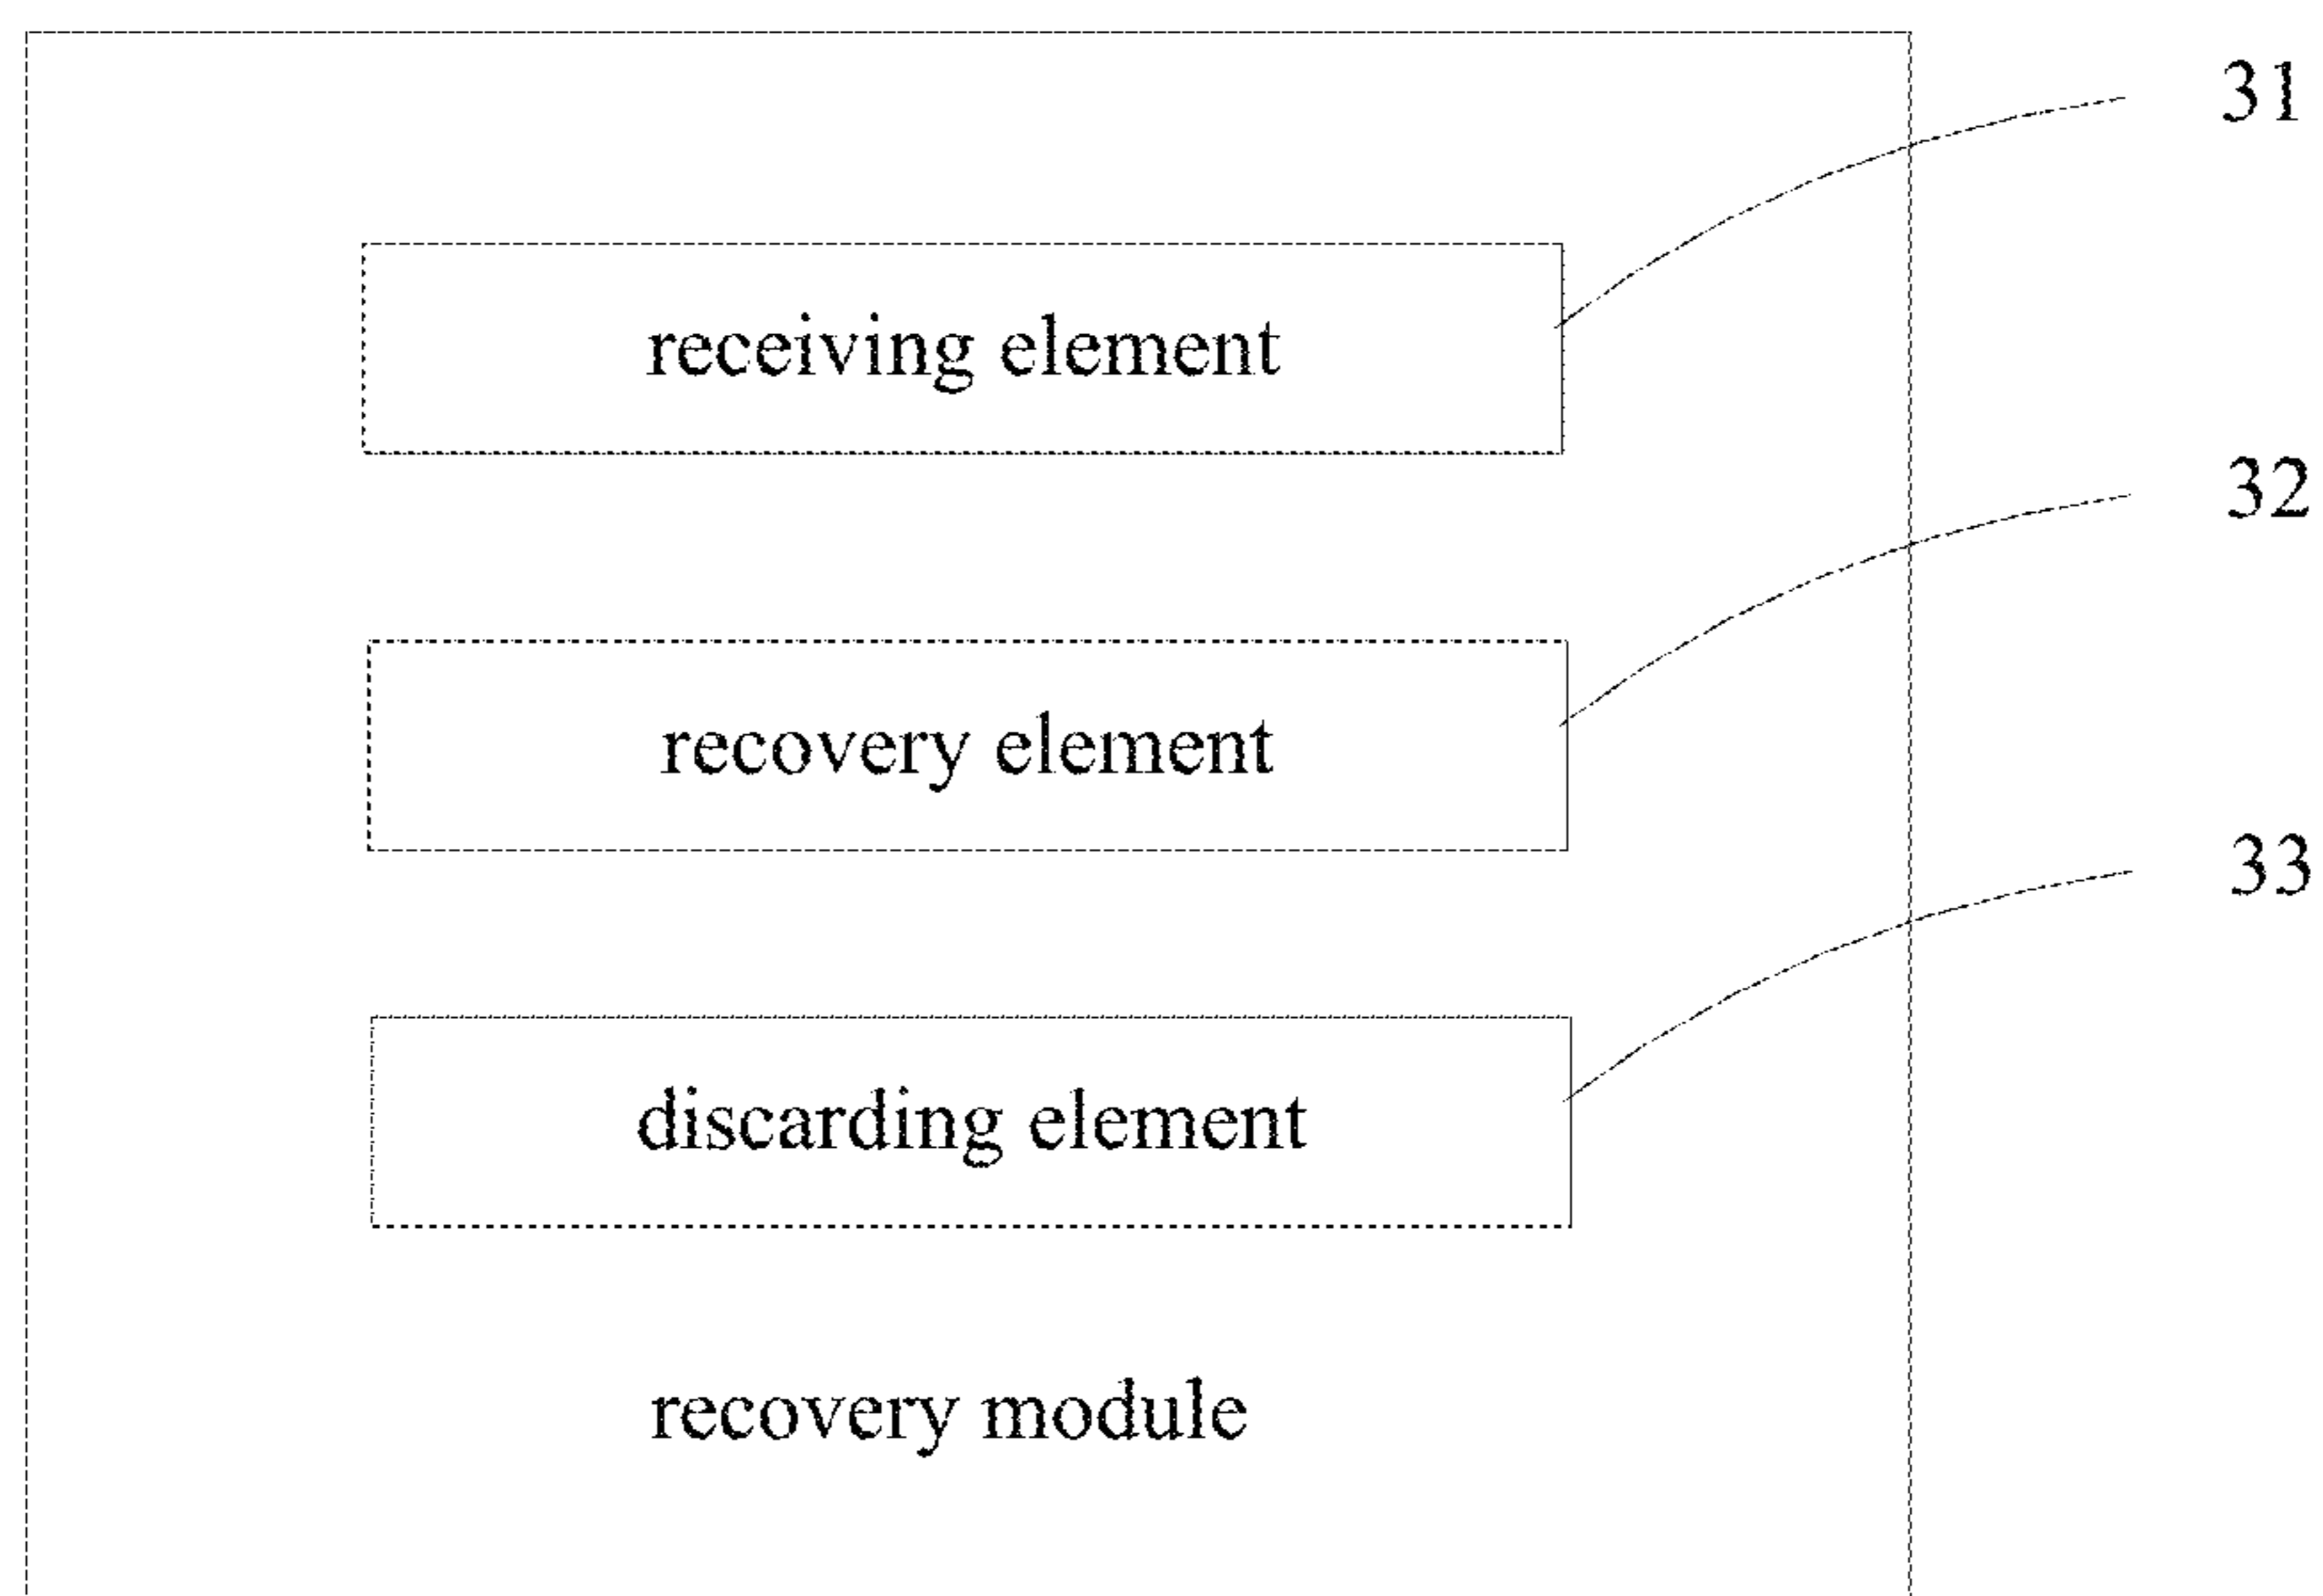 31
receiving element
32
recovery element
33
discarding element
recovery module